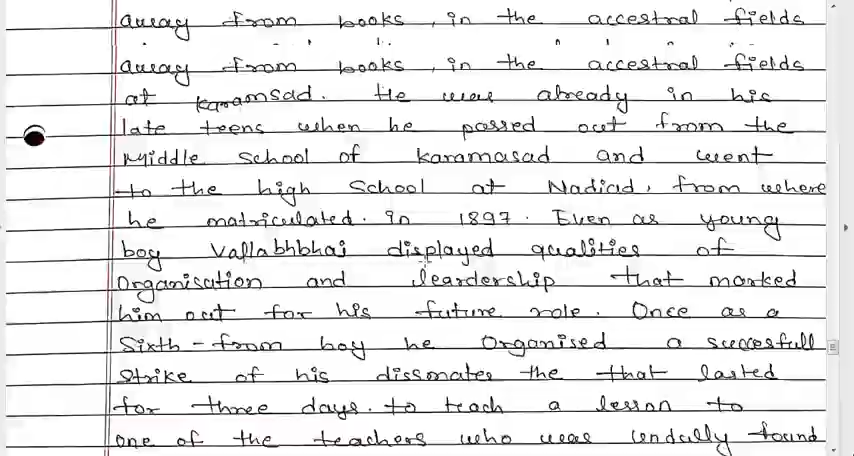 away from books, in the accestral fields
away from books, in the accestral fields
at karamsad. He was already in his
late teens when he passed out from the
Middle school of karamasad and went
to the high school at Nadiad, from where
he matriculated. in 1897. Even as young
boy Vallabhbhai displayed qualities of
Organisation and leardership that marked
him out for his future role. Once as a
Sixth-from boy he Organised a succesfull
Strike of his dissmates the that lasted
for three days. to teach a lesson to
one of the teachers who was found